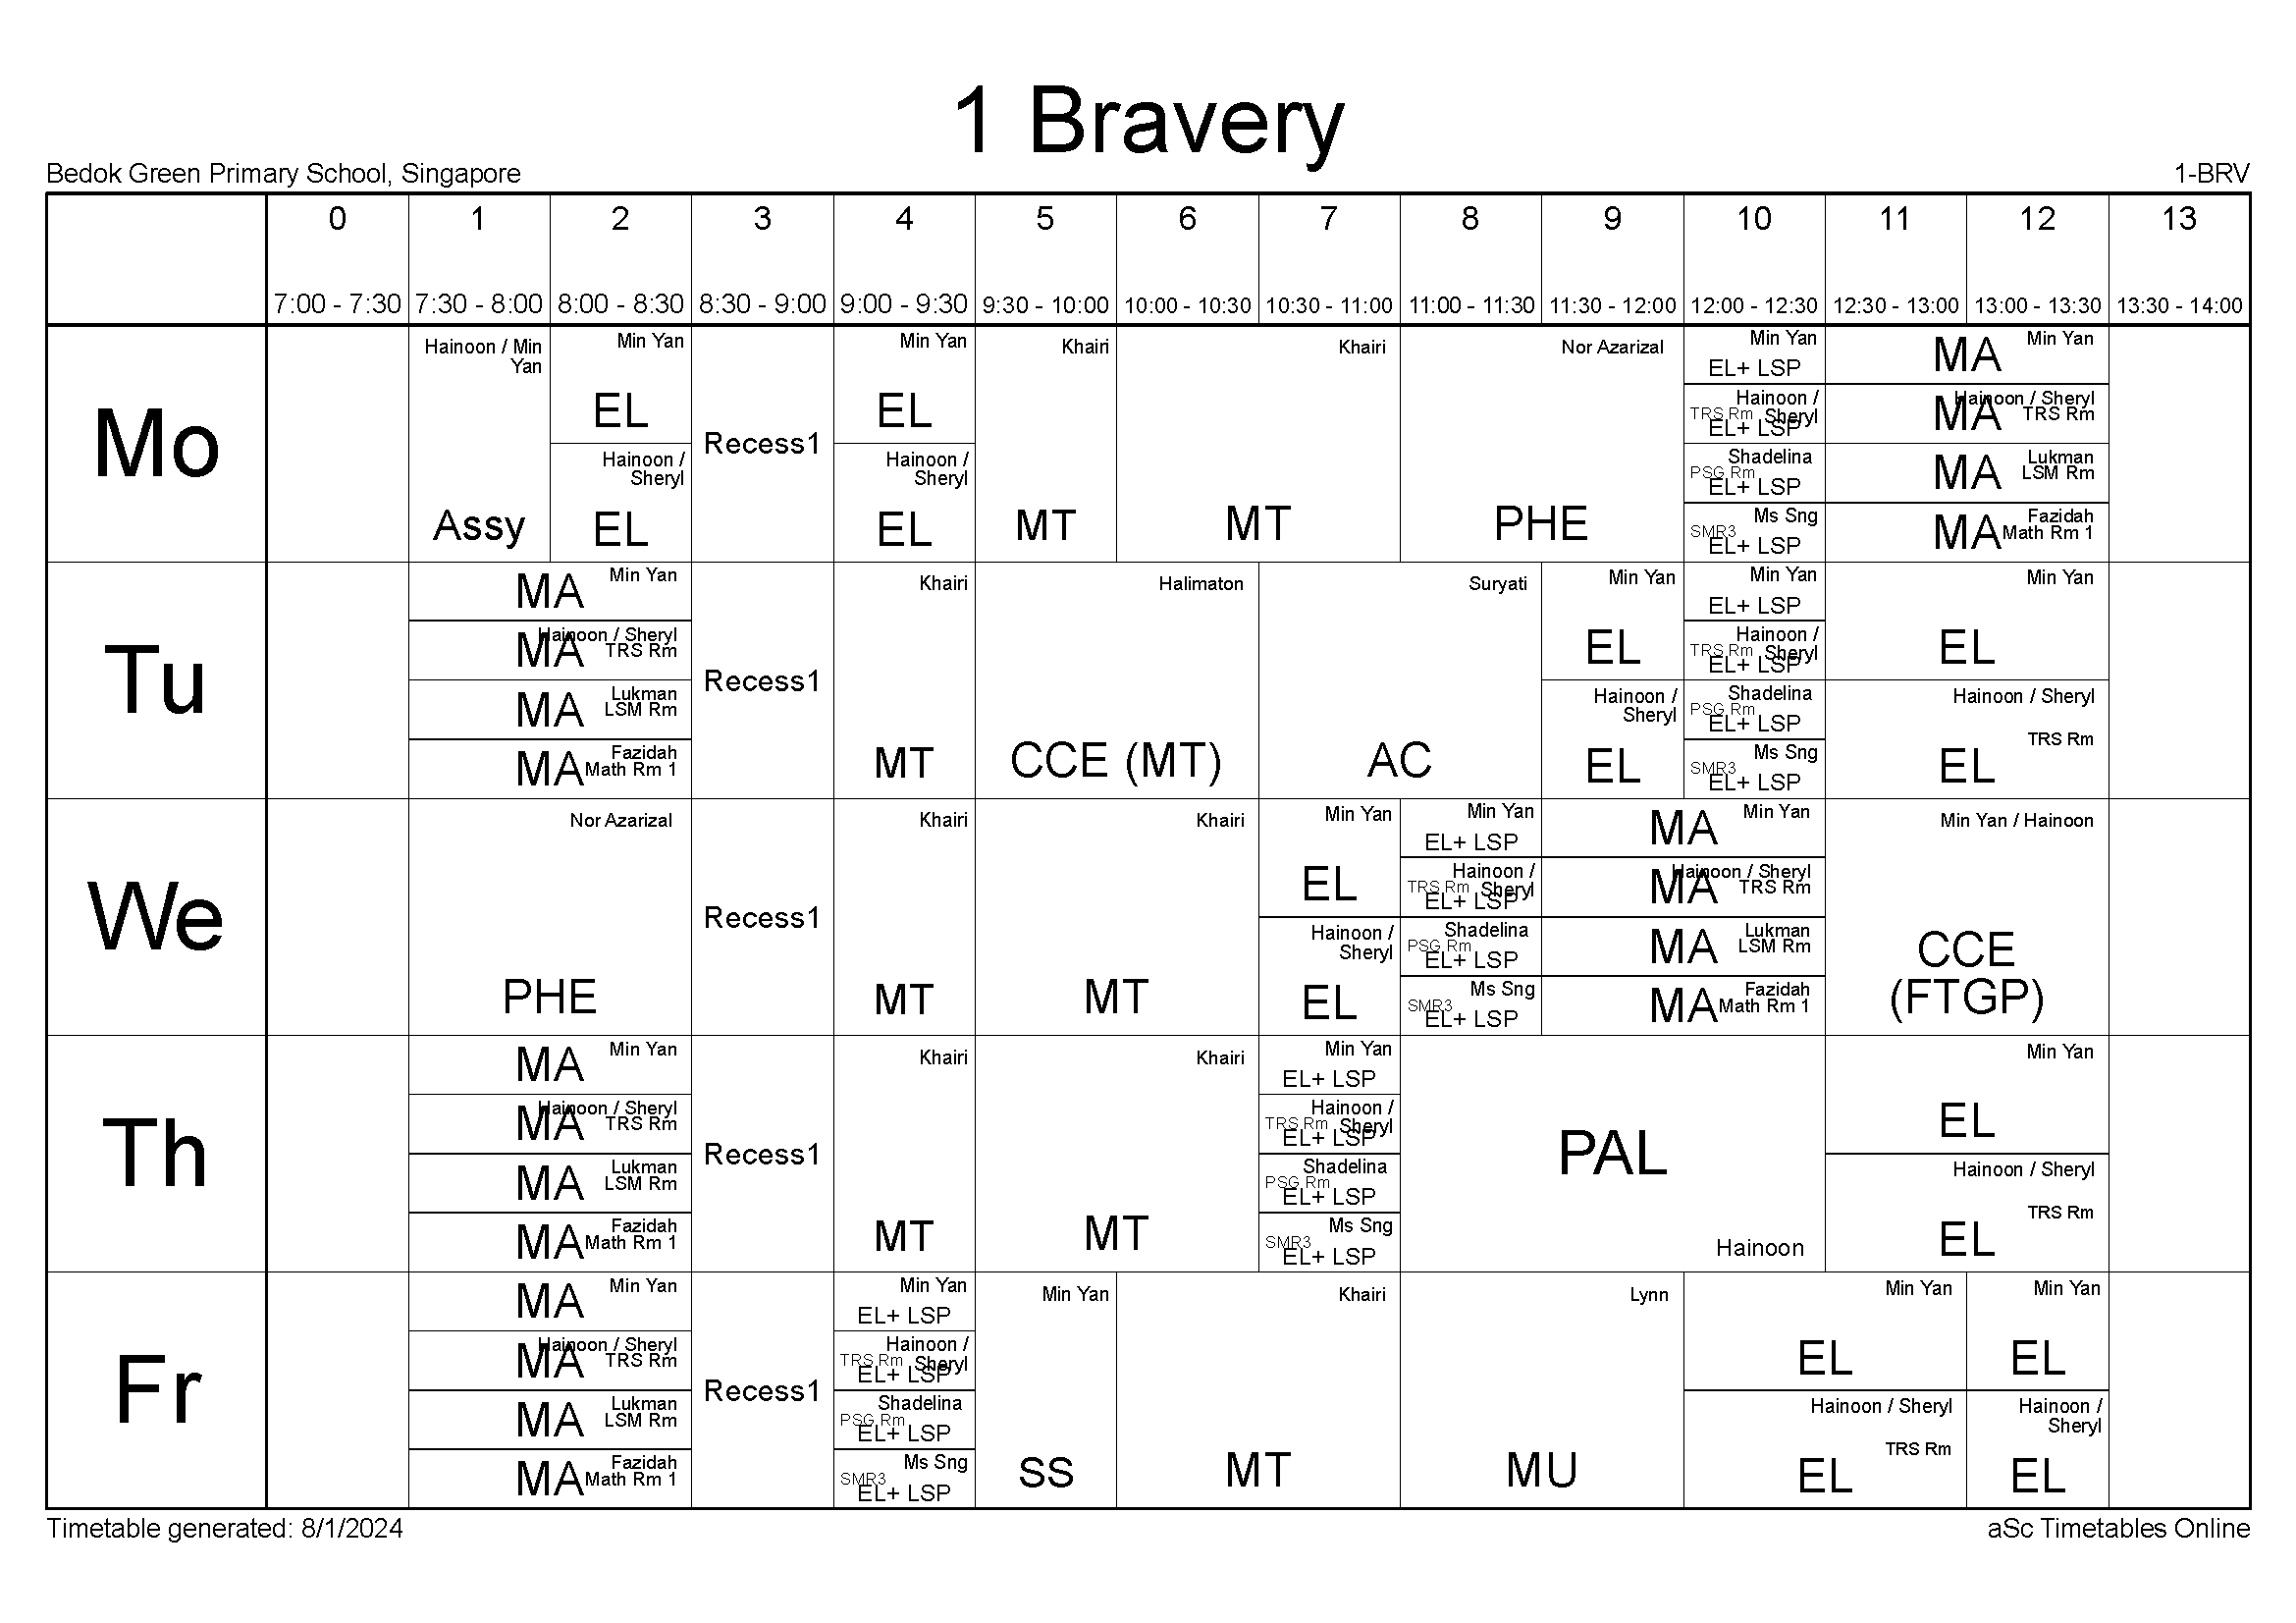 1 Bravery
Bedok Green Primary School, Singapore
1-BRV
0 1 2 3 4 5 6 7 8 9 10 11 12 13
7:00 - 7:30 7:30 - 8:00 8:00 - 8:30 8:30 - 9:00 9:00 - 9:30 9:30 - 10:00 10:00 - 10:30 10:30 - 11:00 11:00 - 11:30 11:30 - 12:00 12:00 - 12:30 12:30 - 13:00 13:00 - 13:30 13:30 - 14:00
Mo
Hainoon / Min
Yan
Assy
Min Yan
EL
Hainoon /
Sheryl
EL
Recess1
Min Yan
EL
Hainoon /
Sheryl
EL
Khairi
MT
Khairi
MT
Nor Azarizal
PHE
Min Yan
EL+ LSP
Hainoon /
TRS Rm Sheryl
EL+ LSP
Shadelina
PSG Rm
EL+ LSP
Ms Sng
SMR3
EL+ LSP
MA Min Yan
Hainoon / Sheryl
MA TRS Rm
Lukman
MA LSM Rm
Fazidah
MA Math Rm 1
Tu
MA Min Yan
Hainoon / Sheryl
MA TRS Rm
Lukman
MA LSM Rm
Fazidah
MA Math Rm 1
Recess1
Khairi
MT
Halimaton
CCE (MT)
Suryati
AC
Min Yan
EL
Hainoon /
Sheryl
EL
Min Yan
EL+ LSP
Hainoon /
TRS Rm Sheryl
EL+ LSP
Shadelina
PSG Rm
EL+ LSP
Ms Sng
SMR3
EL+ LSP
Min Yan
EL
Hainoon / Sheryl
TRS Rm
EL
We
Nor Azarizal
PHE
Recess1
Khairi
MT
Khairi
MT
Min Yan
EL
Hainoon /
Sheryl
EL
Min Yan
EL+ LSP
Hainoon /
TRS Rm Sheryl
EL+ LSP
Shadelina
PSG Rm
EL+ LSP
Ms Sng
SMR3
EL+ LSP
MA Min Yan
Hainoon / Sheryl
MA TRS Rm
Lukman
MA LSM Rm
Fazidah
MA Math Rm 1
Min Yan / Hainoon
CCE
(FTGP)
Th
MA Min Yan
Hainoon / Sheryl
MA TRS Rm
Lukman
MA LSM Rm
Fazidah
MA Math Rm 1
Recess1
Khairi
MT
Khairi
MT
Min Yan
EL+ LSP
Hainoon /
TRS Rm Sheryl
EL+ LSP
Shadelina
PSG Rm
EL+ LSP
Ms Sng
SMR3
EL+ LSP
PAL
Hainoon
Min Yan
EL
Hainoon / Sheryl
TRS Rm
EL
Fr
MA Min Yan
Hainoon / Sheryl
MA TRS Rm
Lukman
MA LSM Rm
Fazidah
MA Math Rm 1
Recess1
Min Yan
EL+ LSP
Hainoon /
TRS Rm Sheryl
EL+ LSP
Shadelina
PSG Rm
EL+ LSP
Ms Sng
SMR3
EL+ LSP
Min Yan
SS
Khairi
MT
Lynn
MU
Min Yan
EL
Hainoon / Sheryl
TRS Rm
EL
Min Yan
EL
Hainoon /
Sheryl
EL
Timetable generated: 8/1/2024
aSc Timetables Online